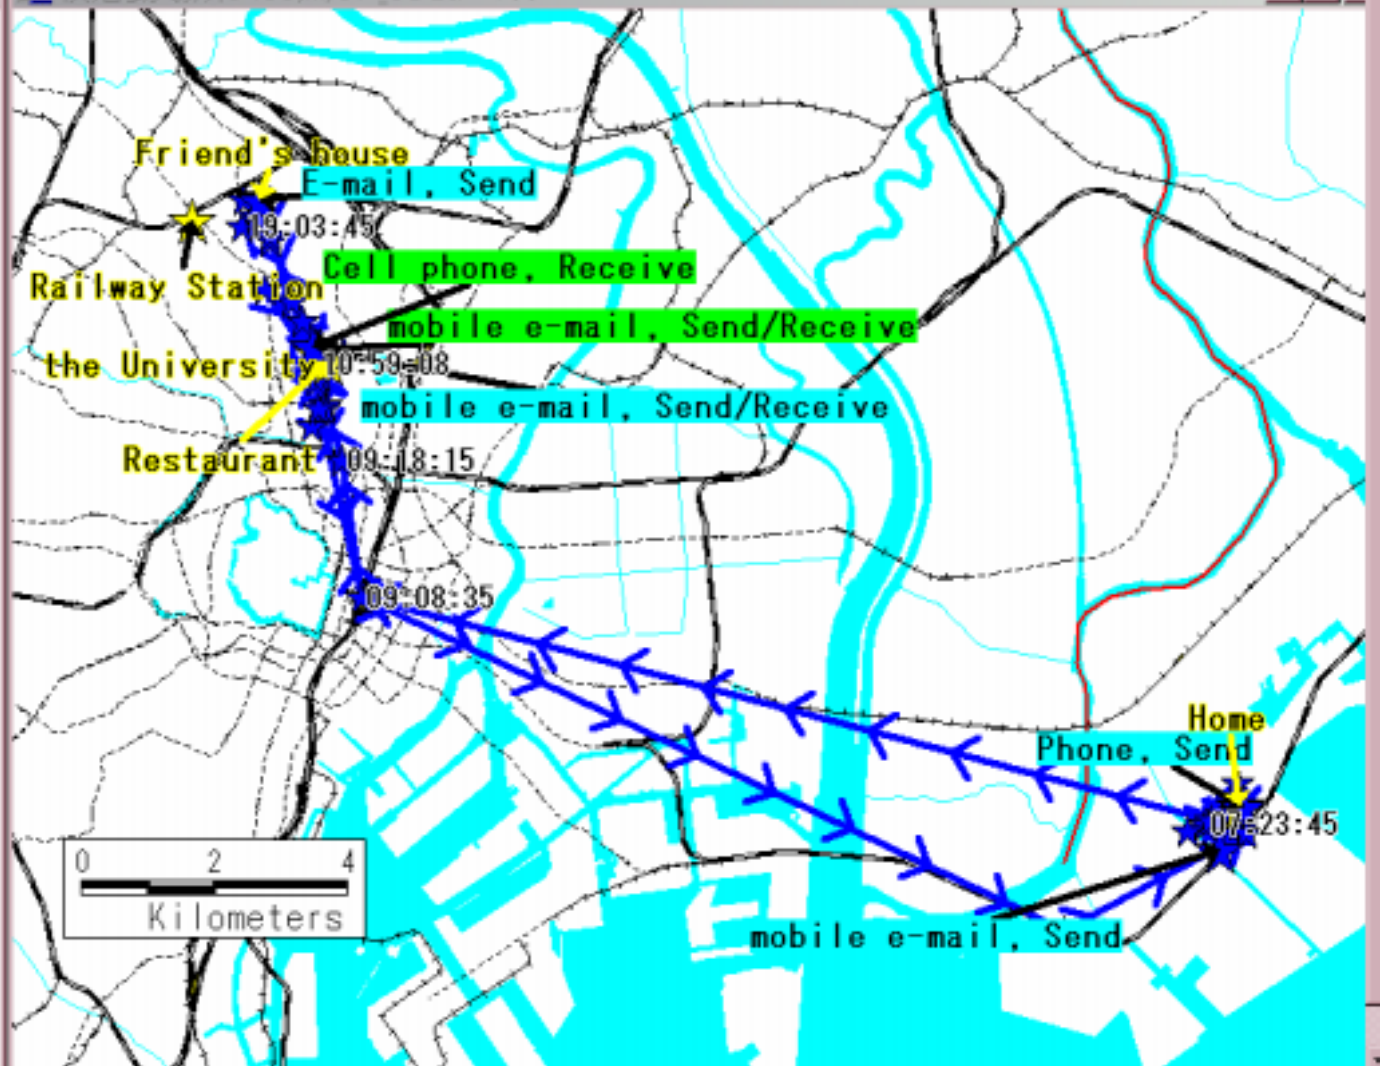 Friend's house
E-mail, Send
19:03:45
Cell phone, Receive
Railway Station
mobile e-mail, Send/Receive
the University
10:59:08
mobile e-mail, Send/Receive
Restaurant
09:18:15
09:08:35
Home
Phone, Send
07:23:45
0 2 4
Kilometers
mobile e-mail, Send